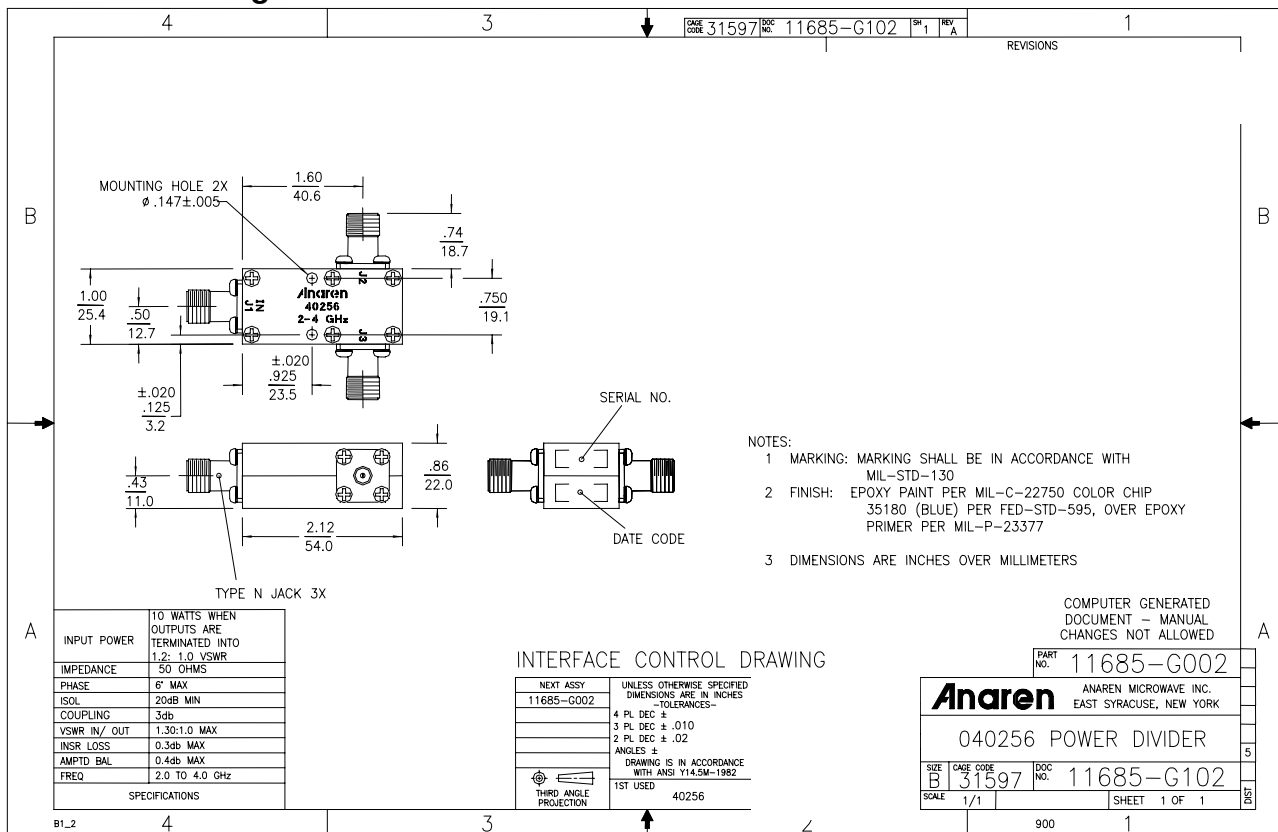 4
3
CAGE CODE 31597 DOC NO. 11685-G102 SH 1 REV A
1
REVISIONS
B
B
MOUNTING HOLE 2X
ø .147±.005
1.60
40.6
.74
18.7
1.00
25.4
.50
12.7
IN
J1
J2
Anaren
40256
2-4 GHz
J3
.750
19.1
±.020
.925
23.5
±.020
.125
3.2
SERIAL NO.
.43
11.0
.86
22.0
2.12
54.0
DATE CODE
TYPE N JACK 3X
NOTES:
1 MARKING: MARKING SHALL BE IN ACCORDANCE WITH
MIL-STD-130
2 FINISH: EPOXY PAINT PER MIL-C-22750 COLOR CHIP
35180 (BLUE) PER FED-STD-595, OVER EPOXY
PRIMER PER MIL-P-23377
3 DIMENSIONS ARE INCHES OVER MILLIMETERS
A
A
INPUT POWER
10 WATTS WHEN
OUTPUTS ARE
TERMINATED INTO
1.2: 1.0 VSWR
IMPEDANCE 50 OHMS
PHASE 6° MAX
ISOL 20dB MIN
COUPLING 3db
VSWR IN/ OUT 1.30:1.0 MAX
INSR LOSS 0.3db MAX
AMPTD BAL 0.4db MAX
FREQ 2.0 TO 4.0 GHz
SPECIFICATIONS
INTERFACE CONTROL DRAWING
NEXT ASSY
11685-G002
UNLESS OTHERWISE SPECIFIED
DIMENSIONS ARE IN INCHES
-TOLERANCES-
4 PL DEC ±
3 PL DEC ± .010
2 PL DEC ± .02
ANGLES ±
DRAWING IS IN ACCORDANCE
WITH ANSI Y14.5M-1982
THIRD ANGLE
PROJECTION
1ST USED
40256
COMPUTER GENERATED
DOCUMENT - MANUAL
CHANGES NOT ALLOWED
PART NO. 11685-G002
Anaren
ANAREN MICROWAVE INC.
EAST SYRACUSE, NEW YORK
040256 POWER DIVIDER
5
SIZE B CAGE CODE 31597 DOC NO. 11685-G102
SCALE 1/1 SHEET 1 OF 1
DIST
B1_2
4
3
900
1